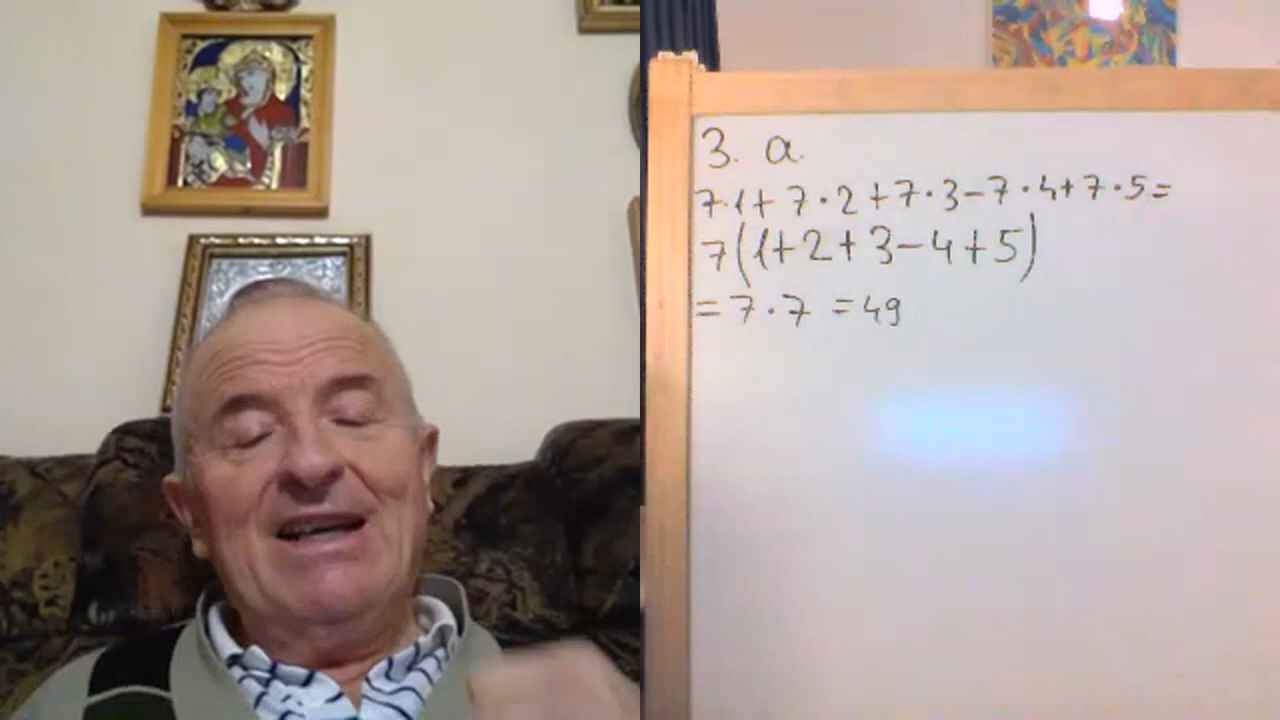 3. a.
7·1+7·2+7·3-7·4+7·5=
7(1+2+3-4+5)
=7·7=49